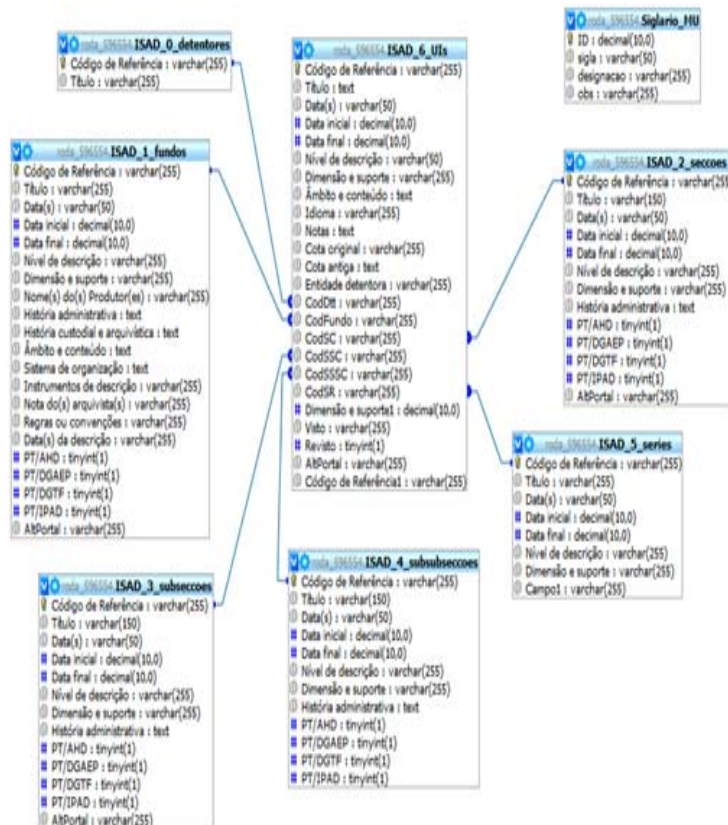 roda_596554.ISAD_0_detentores
Código de Referência : varchar(255)
Título : varchar(255)
roda_596554.ISAD_1_fundos
Código de Referência : varchar(255)
Título : varchar(255)
Data(s) : varchar(50)
Data inicial : decimal(10,0)
Data final : decimal(10,0)
Nível de descrição : varchar(255)
Dimensão e suporte : varchar(255)
Nome(s) do(s) Produtor(es) : varchar(255)
História administrativa : text
História custodial e arquivística : text
Âmbito e conteúdo : text
Sistema de organização : text
Instrumentos de descrição : varchar(255)
Nota do(s) arquivista(s) : varchar(255)
Regras ou convenções : varchar(255)
Data(s) da descrição : varchar(255)
PT/AHD : tinyint(1)
PT/DGAEP : tinyint(1)
PT/DGTF : tinyint(1)
PT/IPAD : tinyint(1)
AltPortal : varchar(255)
roda_596554.ISAD_3_subseccoes
Código de Referência : varchar(255)
Título : varchar(150)
Data(s) : varchar(50)
Data inicial : decimal(10,0)
Data final : decimal(10,0)
Nível de descrição : varchar(255)
Dimensão e suporte : varchar(255)
História administrativa : text
PT/AHD : tinyint(1)
PT/DGAEP : tinyint(1)
PT/DGTF : tinyint(1)
PT/IPAD : tinyint(1)
AltPortal : varchar(255)
roda_596554.ISAD_6_UIs
Código de Referência : varchar(255)
Título : text
Data(s) : varchar(50)
Data inicial : decimal(10,0)
Data final : decimal(10,0)
Nível de descrição : varchar(50)
Dimensão e suporte : varchar(255)
Âmbito e conteúdo : text
Idioma : varchar(255)
Notas : text
Cota original : varchar(255)
Cota antiga : text
Entidade detentora : varchar(255)
CodDtt : varchar(255)
CodFundo : varchar(255)
CodSC : varchar(255)
CodSSC : varchar(255)
CodSSSC : varchar(255)
CodSR : varchar(255)
Dimensão e suporte1 : decimal(10,0)
Visto : varchar(255)
Revisto : tinyint(1)
AltPortal : varchar(255)
Código de Referência1 : varchar(255)
roda_596554.ISAD_4_subsubseccoes
Código de Referência : varchar(255)
Título : varchar(150)
Data(s) : varchar(50)
Data inicial : decimal(10,0)
Data final : decimal(10,0)
Nível de descrição : varchar(255)
Dimensão e suporte : varchar(255)
História administrativa : text
PT/AHD : tinyint(1)
PT/DGAEP : tinyint(1)
PT/DGTF : tinyint(1)
PT/IPAD : tinyint(1)
roda_596554.Siglario_MU
ID : decimal(10,0)
sigla : varchar(50)
designacao : varchar(255)
obs : varchar(255)
roda_596554.ISAD_2_seccoes
Código de Referência : varchar(255
Título : varchar(150)
Data(s) : varchar(50)
Data inicial : decimal(10,0)
Data final : decimal(10,0)
Nível de descrição : varchar(255)
Dimensão e suporte : varchar(255)
História administrativa : text
PT/AHD : tinyint(1)
PT/DGAEP : tinyint(1)
PT/DGTF : tinyint(1)
PT/IPAD : tinyint(1)
AltPortal : varchar(255)
roda_596554.ISAD_5_series
Código de Referência : varchar(255)
Título : varchar(255)
Data(s) : varchar(50)
Data inicial : decimal(10,0)
Data final : decimal(10,0)
Nível de descrição : varchar(255)
Dimensão e suporte : varchar(255)
Campo1 : varchar(255)